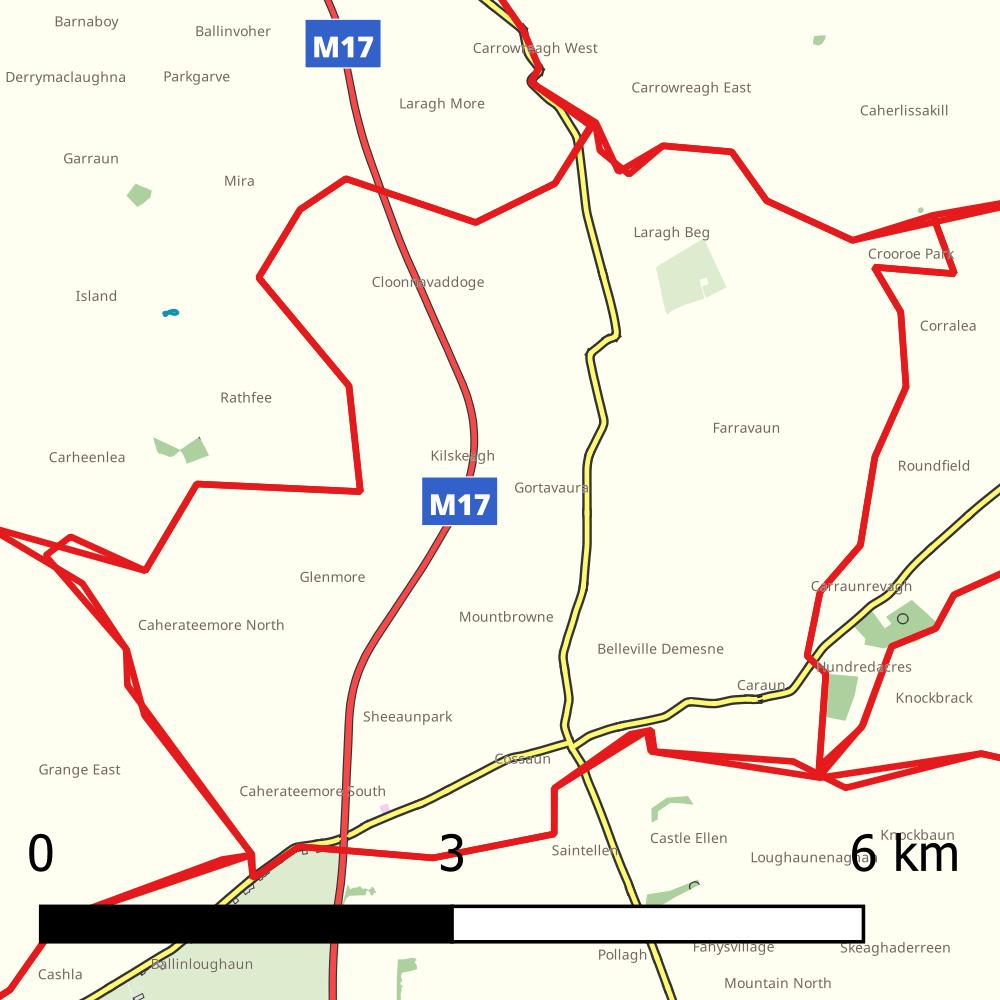 Barnaboy
Ballinvoher
M17
Carrowreagh West
Derrymaclaughna
Parkgarve
Carrowreagh East
Laragh More
Caherlissakill
Garraun
Mira
Laragh Beg
Crooroe Park
Cloonnavaddoge
Island
Corralea
Rathfee
Farravaun
Carheenlea
Kilskeagh
Roundfield
Gortavaura
M17
Glenmore
Carraunrevagh
Mountbrowne
Caherateemore North
Belleville Demesne
Hundredacres
Caraun
Knockbrack
Sheeaunpark
Cossaun
Grange East
Caherateemore South
Castle Ellen
Knockbaun
0
3
6 km
Saintellen
Loughaunenaghan
Fahysville
Skeaghaderreen
Pollagh
Ballinloughaun
Cashla
Mountain North